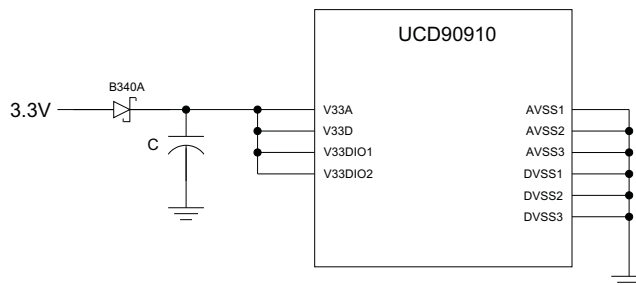 UCD90910
B340A
3.3V
C
V33A
V33D
V33DIO1
V33DIO2
AVSS1
AVSS2
AVSS3
DVSS1
DVSS2
DVSS3